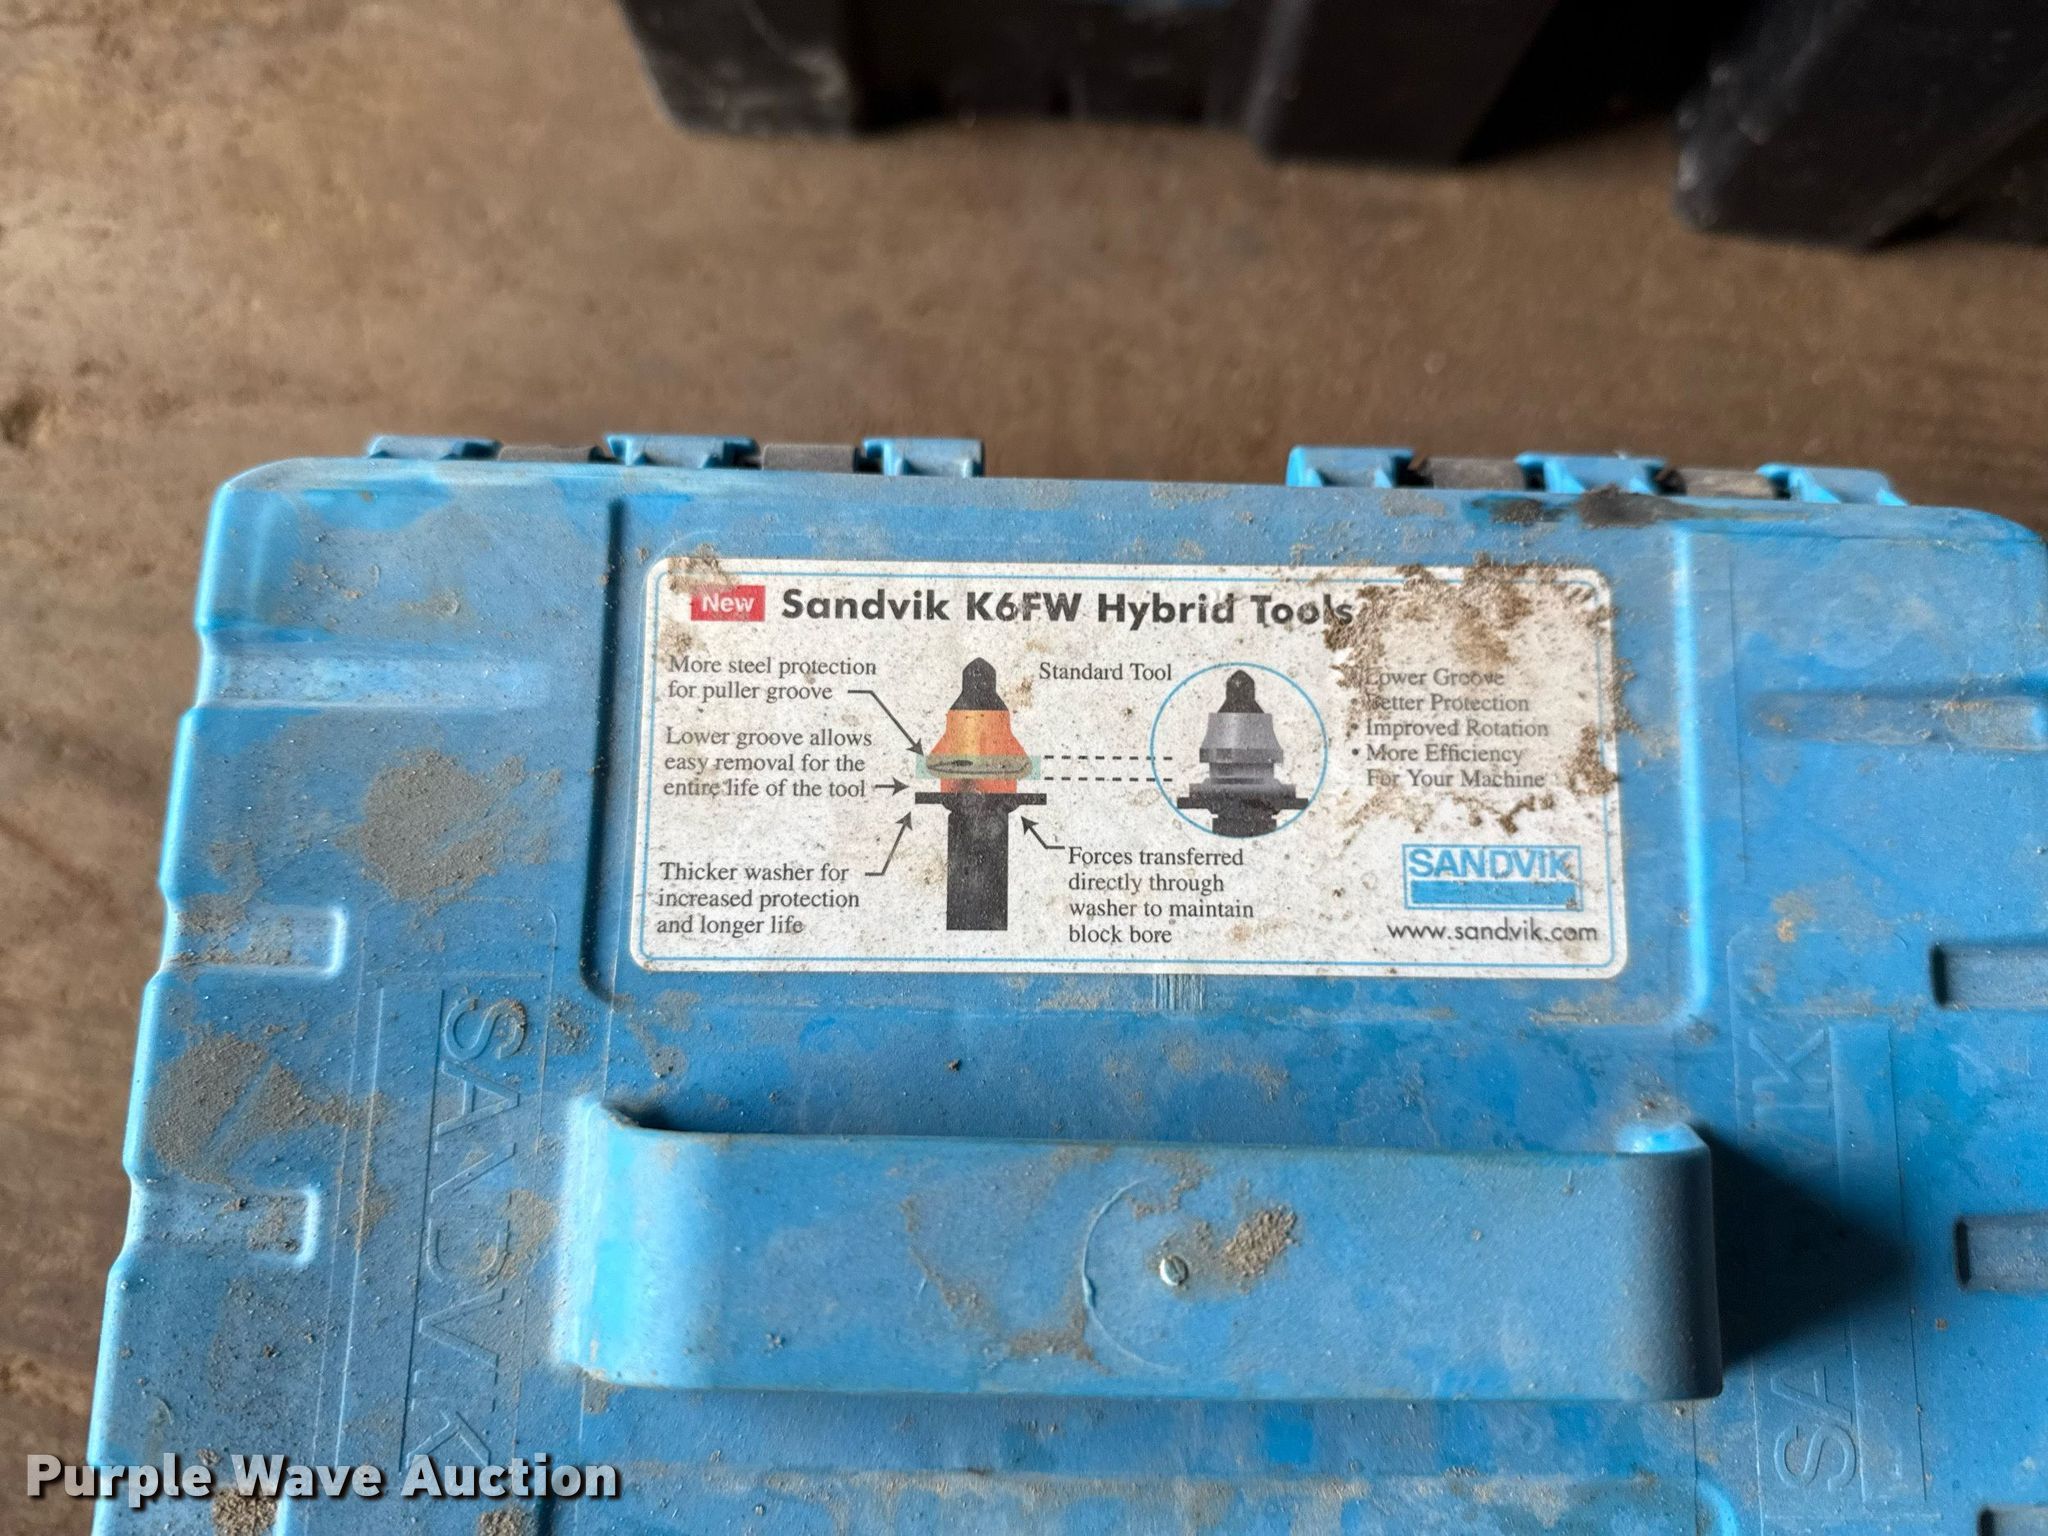 New Sandvik K6FW Hybrid Tools
More steel protection
for puller groove
Lower groove allows
easy removal for the
entire life of the tool
Thicker washer for
increased protection
and longer life
Standard Tool
Forces transferred
directly through
washer to maintain
block bore
Lower Groove
Better Protection
• Improved Rotation
• More Efficiency
For Your Machine
SANDVIK
www.sandvik.com
SANDVIK
SANDVIK
Purple Wave Auction